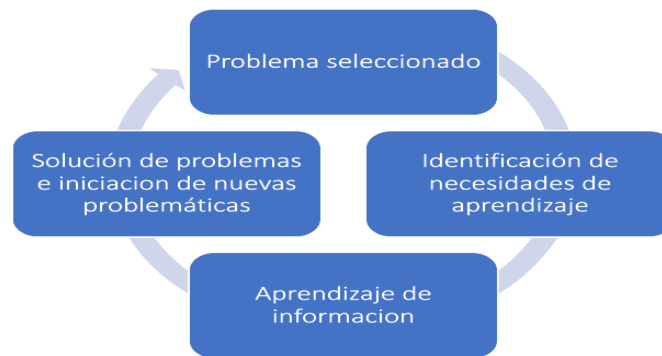 Problema seleccionado
Solución de problemas
e iniciacion de nuevas
problemáticas
Identificación de
necesidades de
aprendizaje
Aprendizaje de
informacion